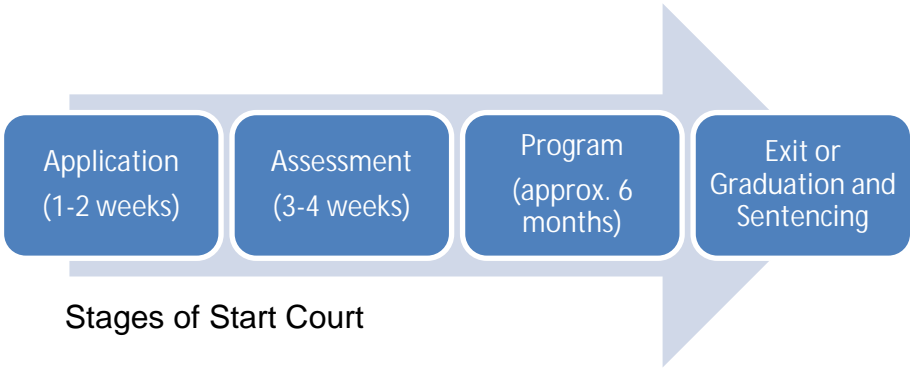 Application
(1-2 weeks)
Assessment
(3-4 weeks)
Program
(approx. 6
months)
Exit or
Graduation and
Sentencing
Stages of Start Court